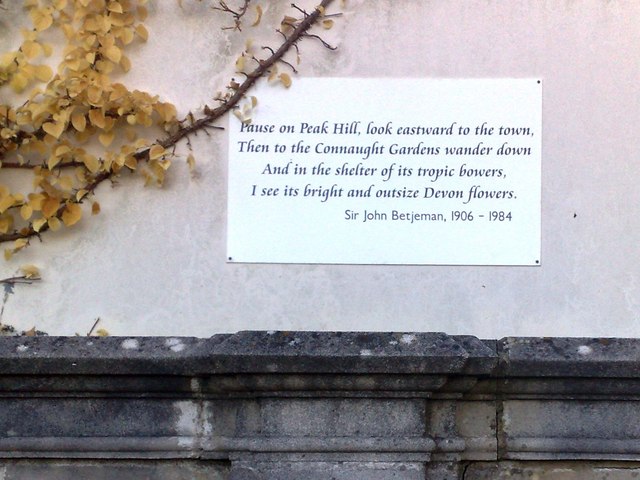 Pause on Peak Hill, look eastward to the town,
Then to the Connaught Gardens wander down
And in the shelter of its tropic bowers,
I see its bright and outsize Devon flowers.
Sir John Betjeman, 1906 – 1984